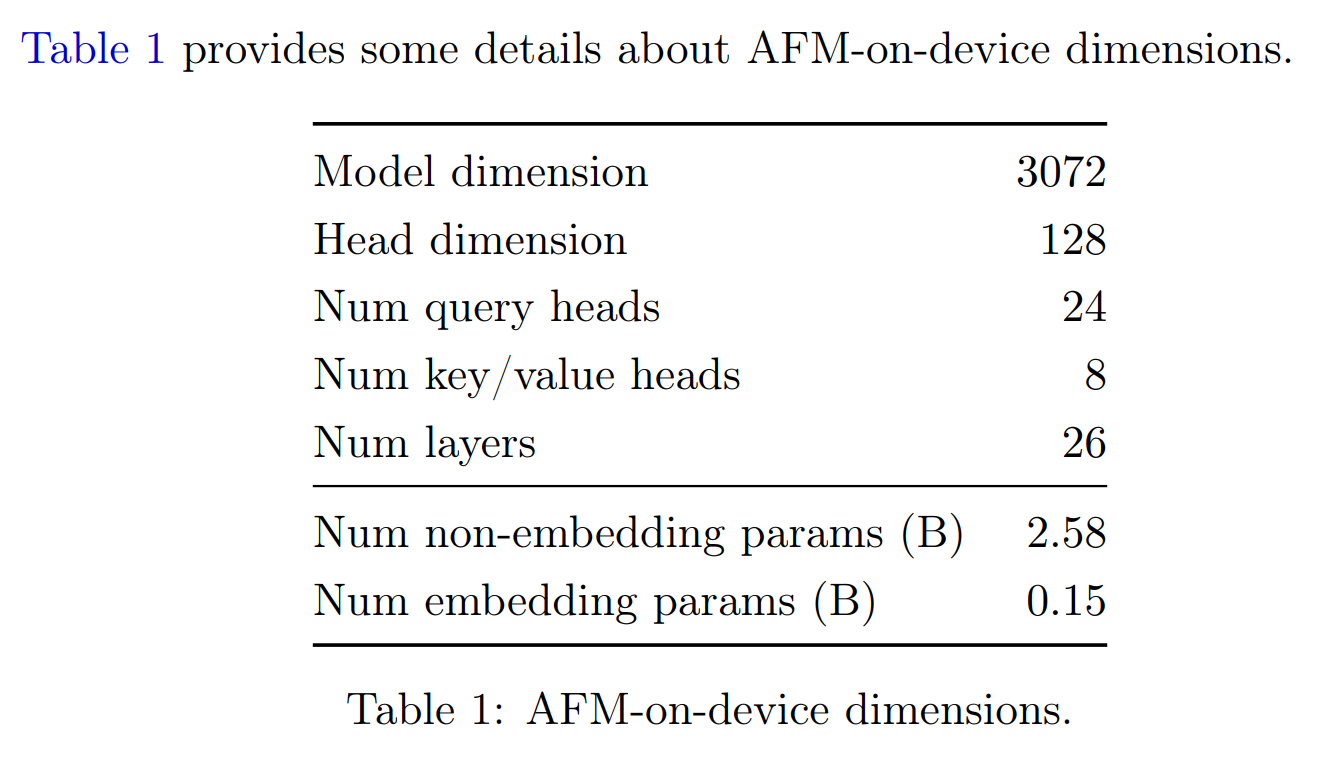 Table 1 provides some details about AFM-on-device dimensions.
Model dimension 3072
Head dimension 128
Num query heads 24
Num key/value heads 8
Num layers 26
Num non-embedding params (B) 2.58
Num embedding params (B) 0.15
Table 1: AFM-on-device dimensions.